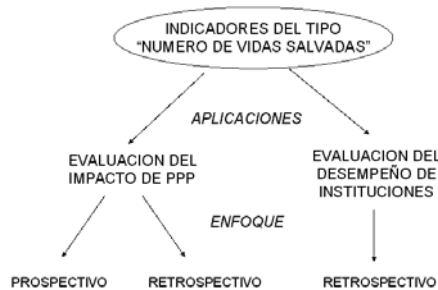 INDICADORES DEL TIPO
"NUMERO DE VIDAS SALVADAS"
APLICACIONES
EVALUACION DEL
IMPACTO DE PPP
EVALUACION DEL
DESEMPEÑO DE
INSTITUCIONES
ENFOQUE
PROSPECTIVO
RETROSPECTIVO
RETROSPECTIVO